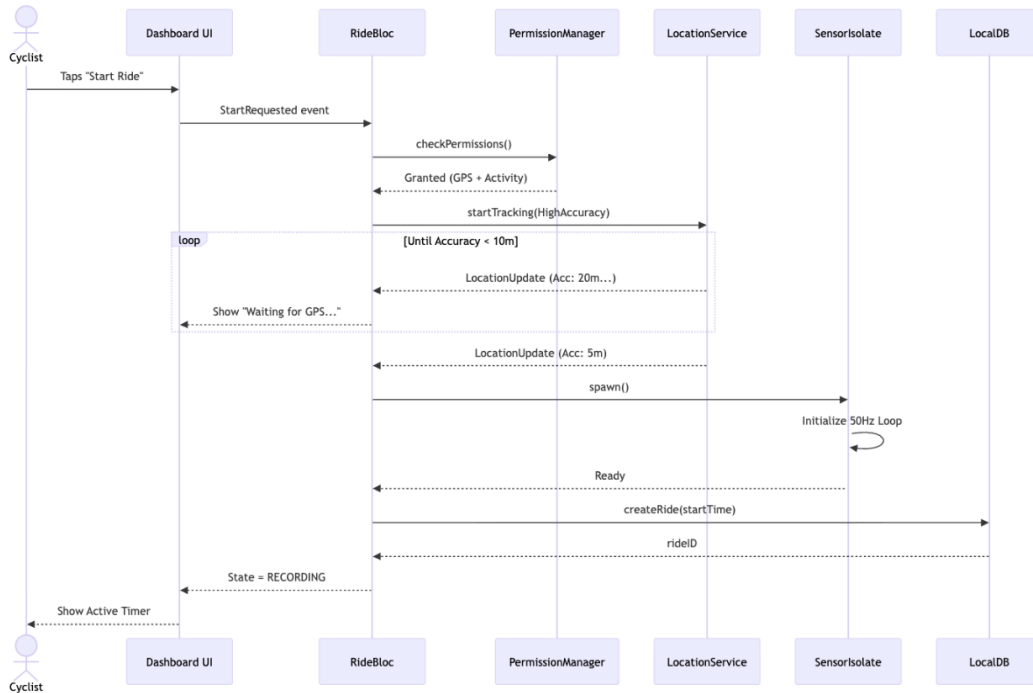 Cyclist
Dashboard UI
RideBloc
PermissionManager
LocationService
SensorIsolate
LocalDB
Taps "Start Ride"
StartRequested event
checkPermissions()
Granted (GPS + Activity)
startTracking(HighAccuracy)
loop
[Until Accuracy < 10m]
LocationUpdate (Acc: 20m...)
Show "Waiting for GPS..."
LocationUpdate (Acc: 5m)
spawn()
Initialize 50Hz Loop
Ready
createRide(startTime)
rideID
State = RECORDING
Show Active Timer
Cyclist
Dashboard UI
RideBloc
PermissionManager
LocationService
SensorIsolate
LocalDB